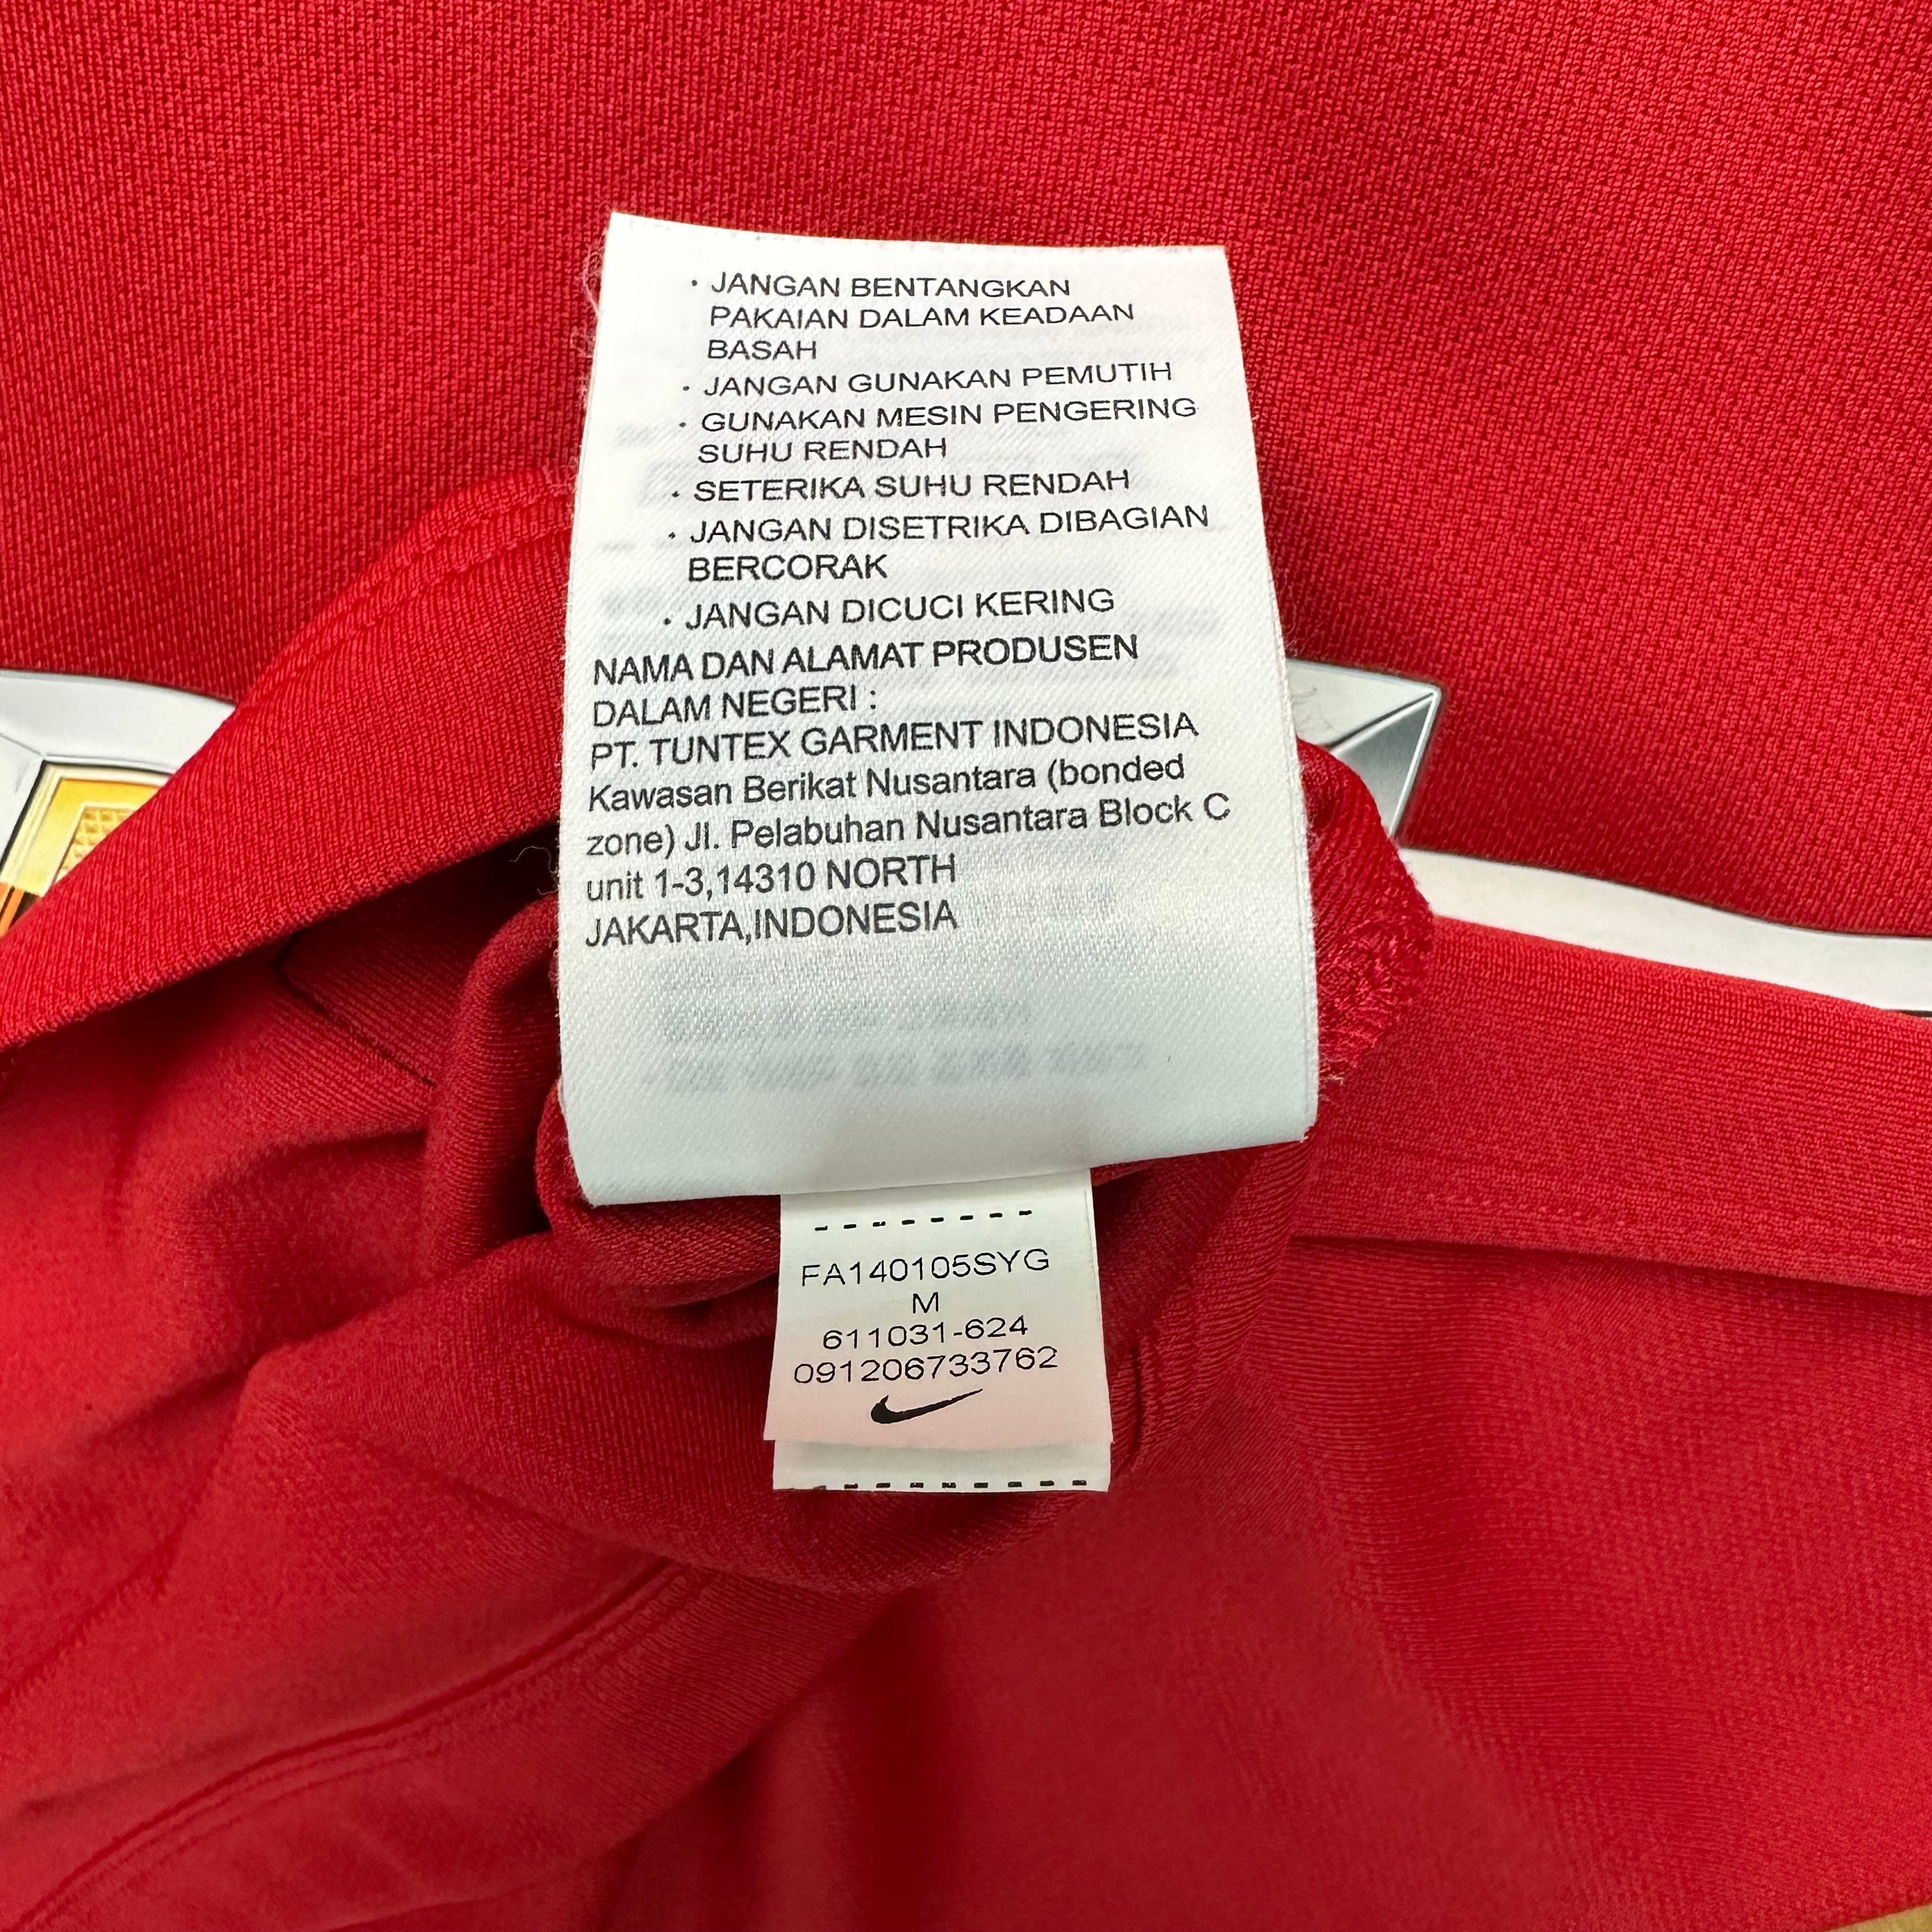 · JANGAN BENTANGKAN
PAKAIAN DALAM KEADAAN
BASAH
· JANGAN GUNAKAN PEMUTIH
· GUNAKAN MESIN PENGERING
SUHU RENDAH
· SETERIKA SUHU RENDAH
· JANGAN DISETRIKA DIBAGIAN
BERCORAK
· JANGAN DICUCI KERING
NAMA DAN ALAMAT PRODUSEN
DALAM NEGERI :
PT. TUNTEX GARMENT INDONESIA
Kawasan Berikat Nusantara (bonded
zone) Jl. Pelabuhan Nusantara Block C
unit 1-3,14310 NORTH
JAKARTA,INDONESIA
FA140105SYG
M
611031-624
091206733762